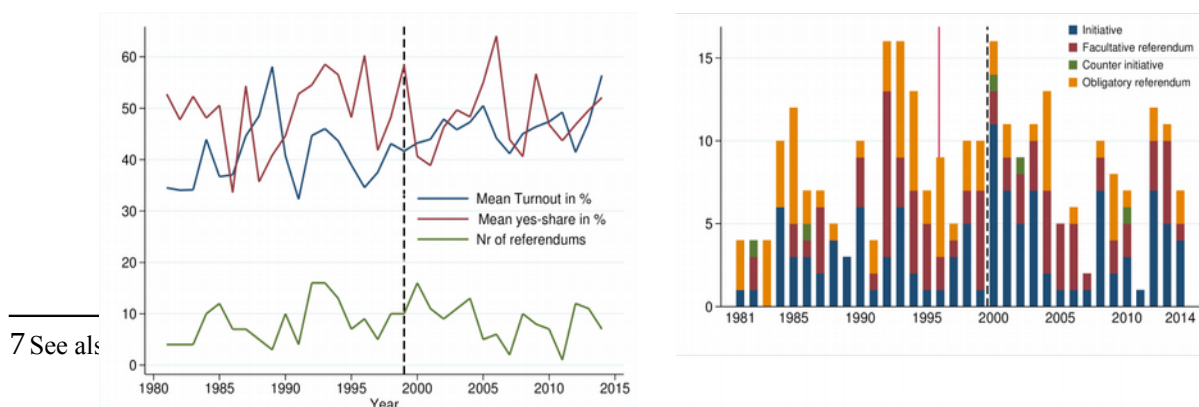 60
50
40
30
20
10
0
Mean Turnout in %
Mean yes-share in %
Nr of referendums
1980 1985 1990 1995 2000 2005 2010 2015
Year
15
10
5
0
Initiative
Facultative referendum
Counter initiative
Obligatory referendum
1981 1985 1990 1995 2000 2005 2010 2014
7 See